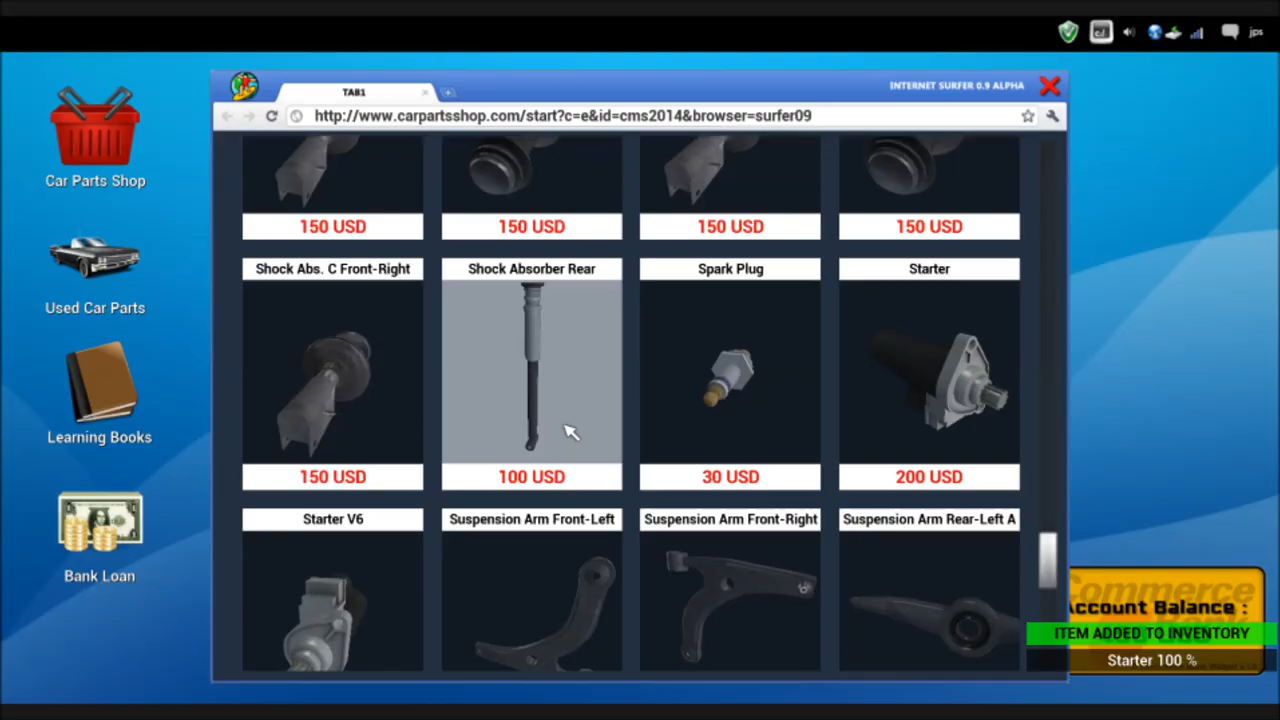 jps
Car Parts Shop
Used Car Parts
Learning Books
Bank Loan
TAB1
INTERNET SURFER 0.9 ALPHA
http://www.carpartsshop.com/start?c=e&id=cms2014&browser=surfer09
150 USD
150 USD
150 USD
150 USD
Shock Abs. C Front-Right
Shock Absorber Rear
Spark Plug
Starter
150 USD
100 USD
30 USD
200 USD
Starter V6
Suspension Arm Front-Left
Suspension Arm Front-Right
Suspension Arm Rear-Left A
Commerce
Account Balance :
ITEM ADDED TO INVENTORY
Starter 100 %